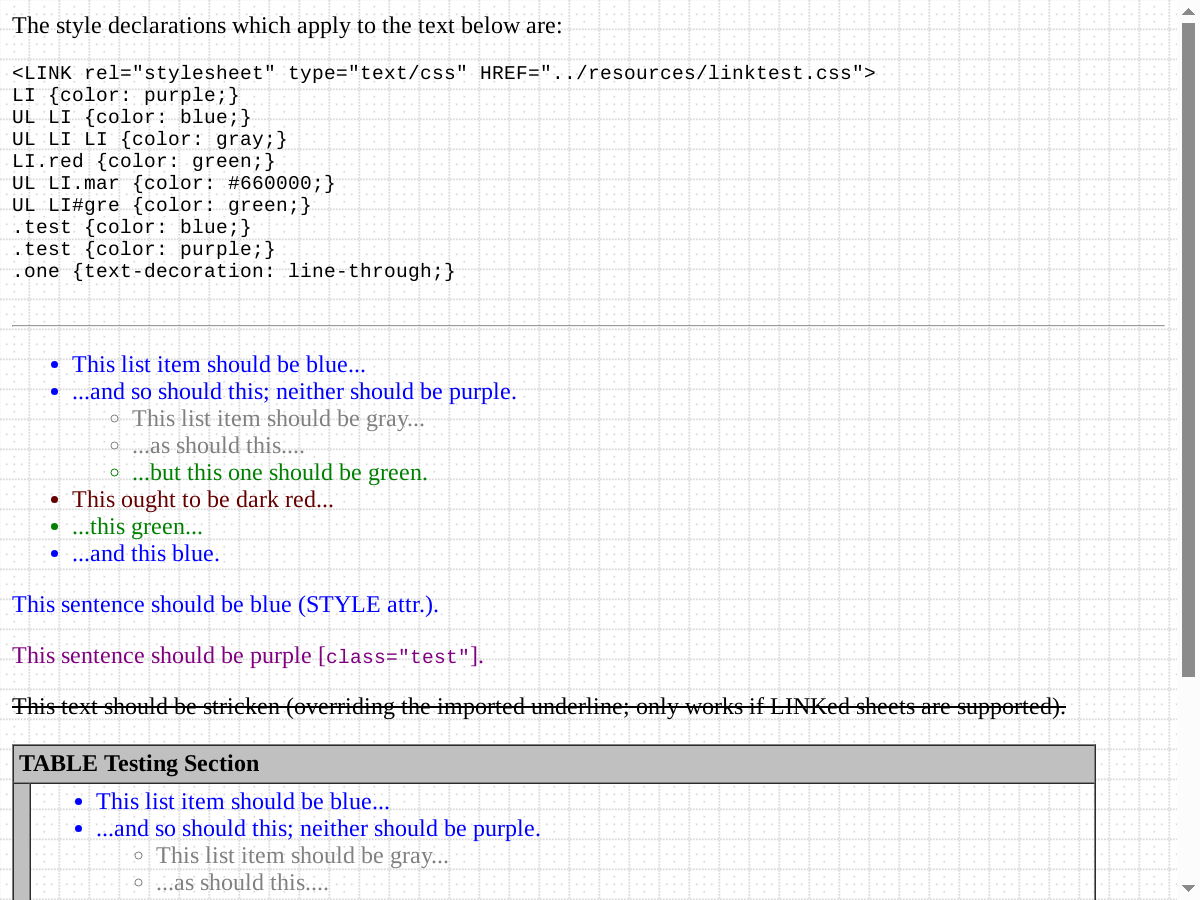 The style declarations which apply to the text below are:
<LINK rel="stylesheet" type="text/css" HREF="../resources/linktest.css">
LI {color: purple;}
UL LI {color: blue;}
UL LI LI {color: gray;}
LI.red {color: green;}
UL LI.mar {color: #660000;}
UL LI#gre {color: green;}
.test {color: blue;}
.test {color: purple;}
.one {text-decoration: line-through;}
This list item should be blue...
...and so should this; neither should be purple.
This list item should be gray...
...as should this....
...but this one should be green.
This ought to be dark red...
...this green...
...and this blue.
This sentence should be blue (STYLE attr.).
This sentence should be purple [class="test"].
This text should be stricken (overriding the imported underline; only works if LINKed sheets are supported).
TABLE Testing Section
This list item should be blue...
...and so should this; neither should be purple.
This list item should be gray...
...as should this....